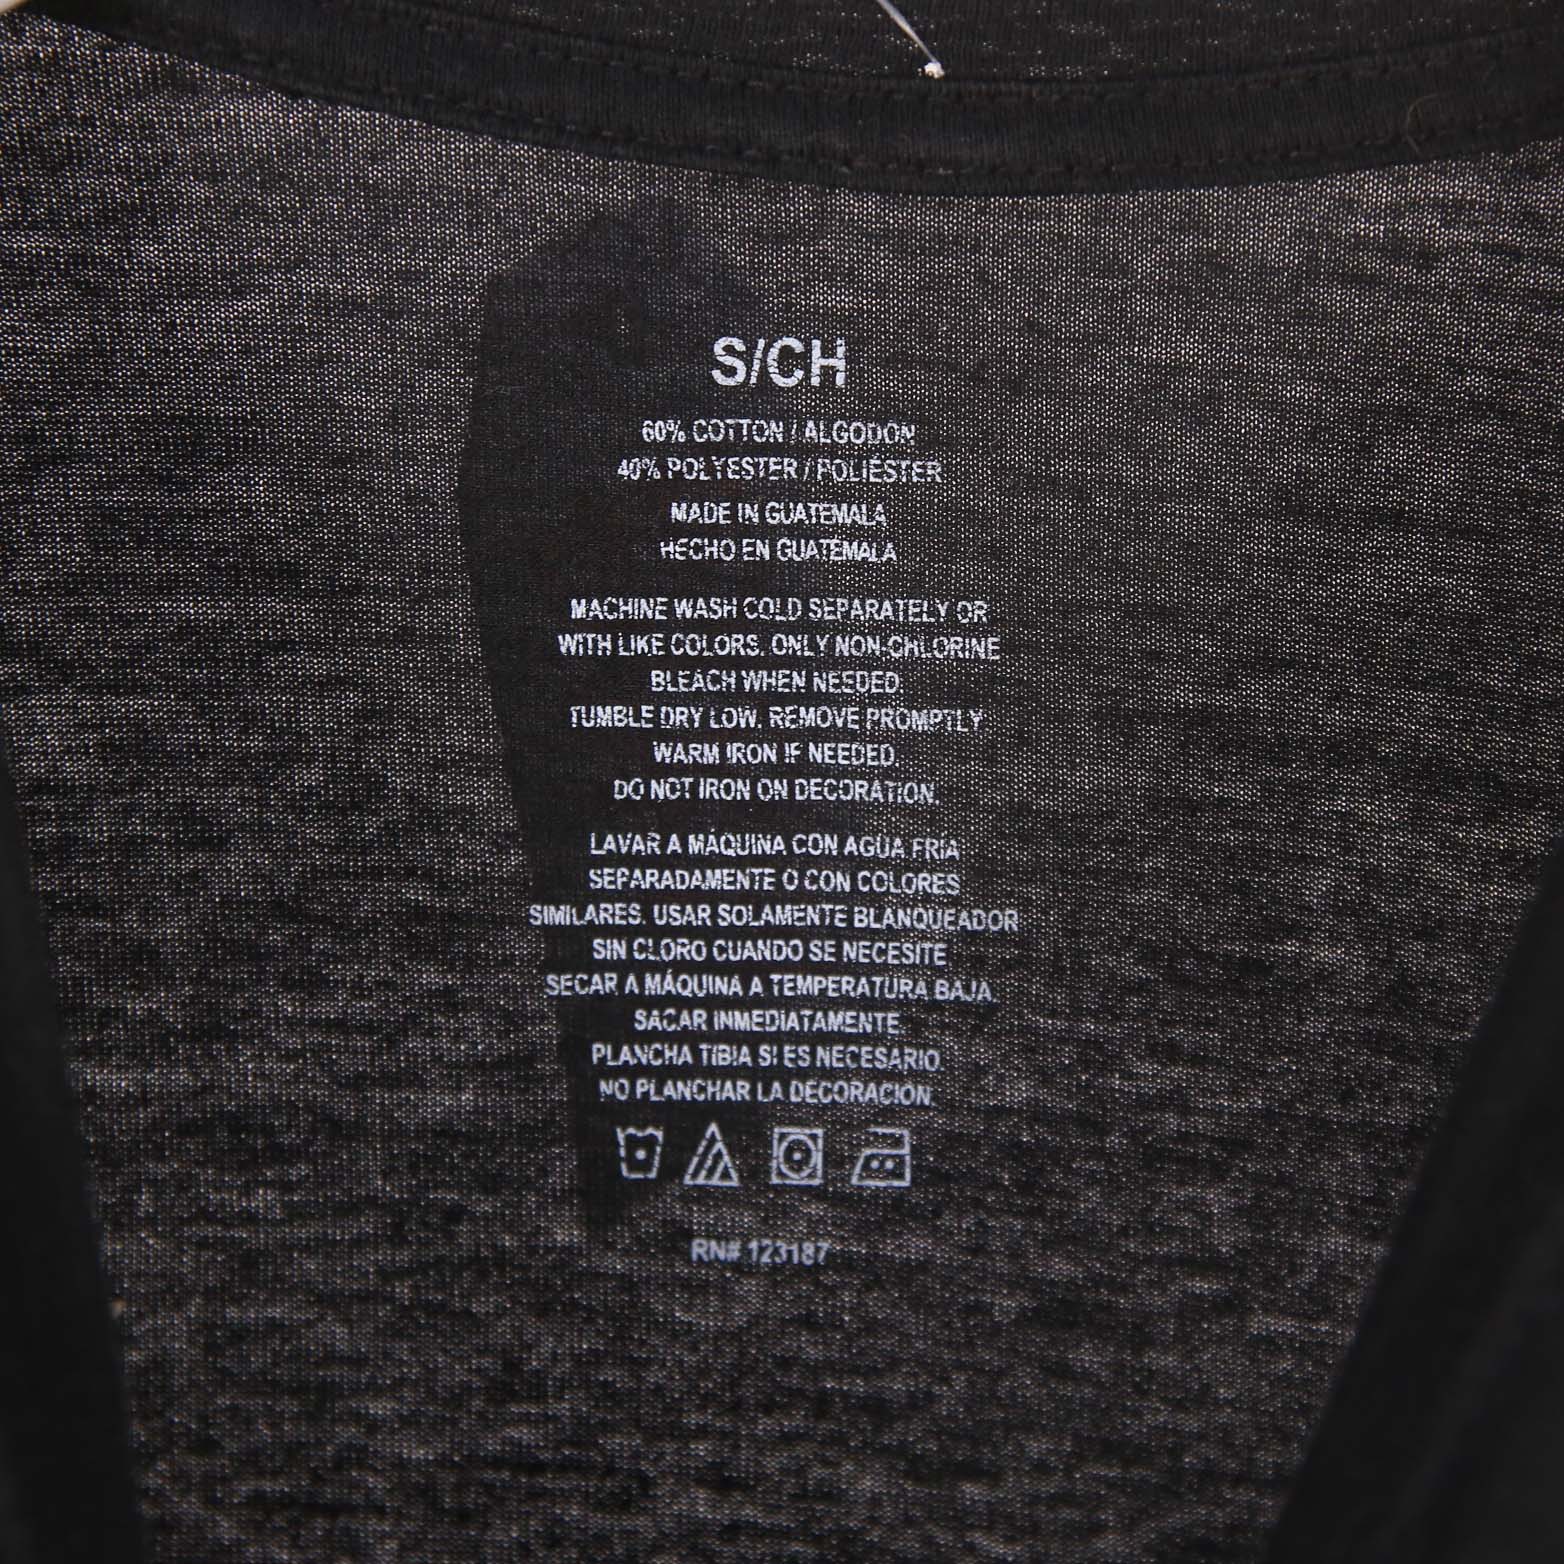 S/CH
60% COTTON / ALGODON
40% POLYESTER / POLIÉSTER
MADE IN GUATEMALA
HECHO EN GUATEMALA
MACHINE WASH COLD SEPARATELY OR
WITH LIKE COLORS. ONLY NON-CHLORINE
BLEACH WHEN NEEDED.
TUMBLE DRY LOW. REMOVE PROMPTLY
WARM IRON IF NEEDED.
DO NOT IRON ON DECORATION.
LAVAR A MÁQUINA CON AGUA FRÍA
SEPARADAMENTE O CON COLORES
SIMILARES. USAR SOLAMENTE BLANQUEADOR
SIN CLORO CUANDO SE NECESITE
SECAR A MÁQUINA A TEMPERATURA BAJA.
SACAR INMEDIATAMENTE.
PLANCHA TIBIA SI ES NECESARIO.
NO PLANCHAR LA DECORACIÓN.
RN# 123187